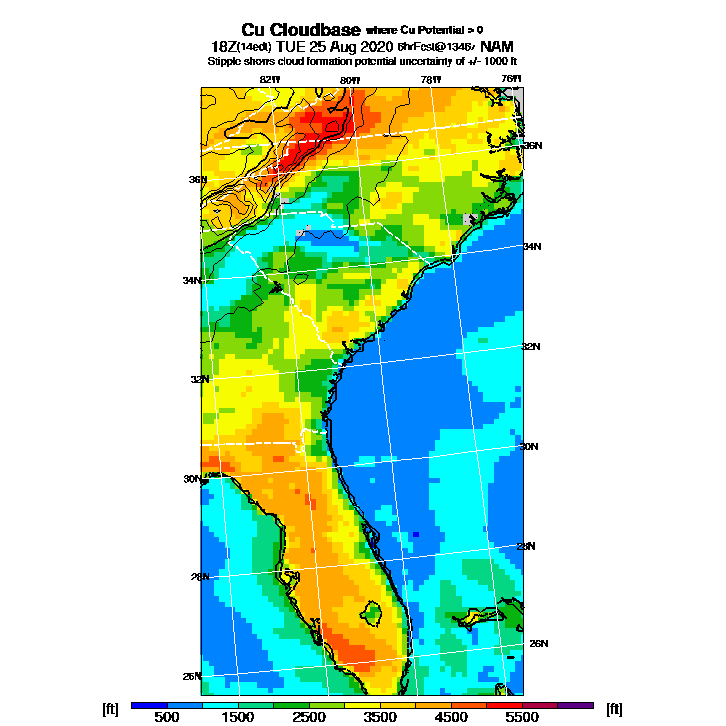 Cu Cloudbase where Cu Potential > 0
18Z(14edt) TUE 25 Aug 2020 6hrFcst@1346z NAM
Stipple shows cloud formation potential uncertainty of +/- 1000 ft
82W 80W 78W 76W
36N 36N
34N 34N
32N 32N
30N 30N
28N 28N
26N 26N
[ft] 500 1500 2500 3500 4500 5500 [ft]